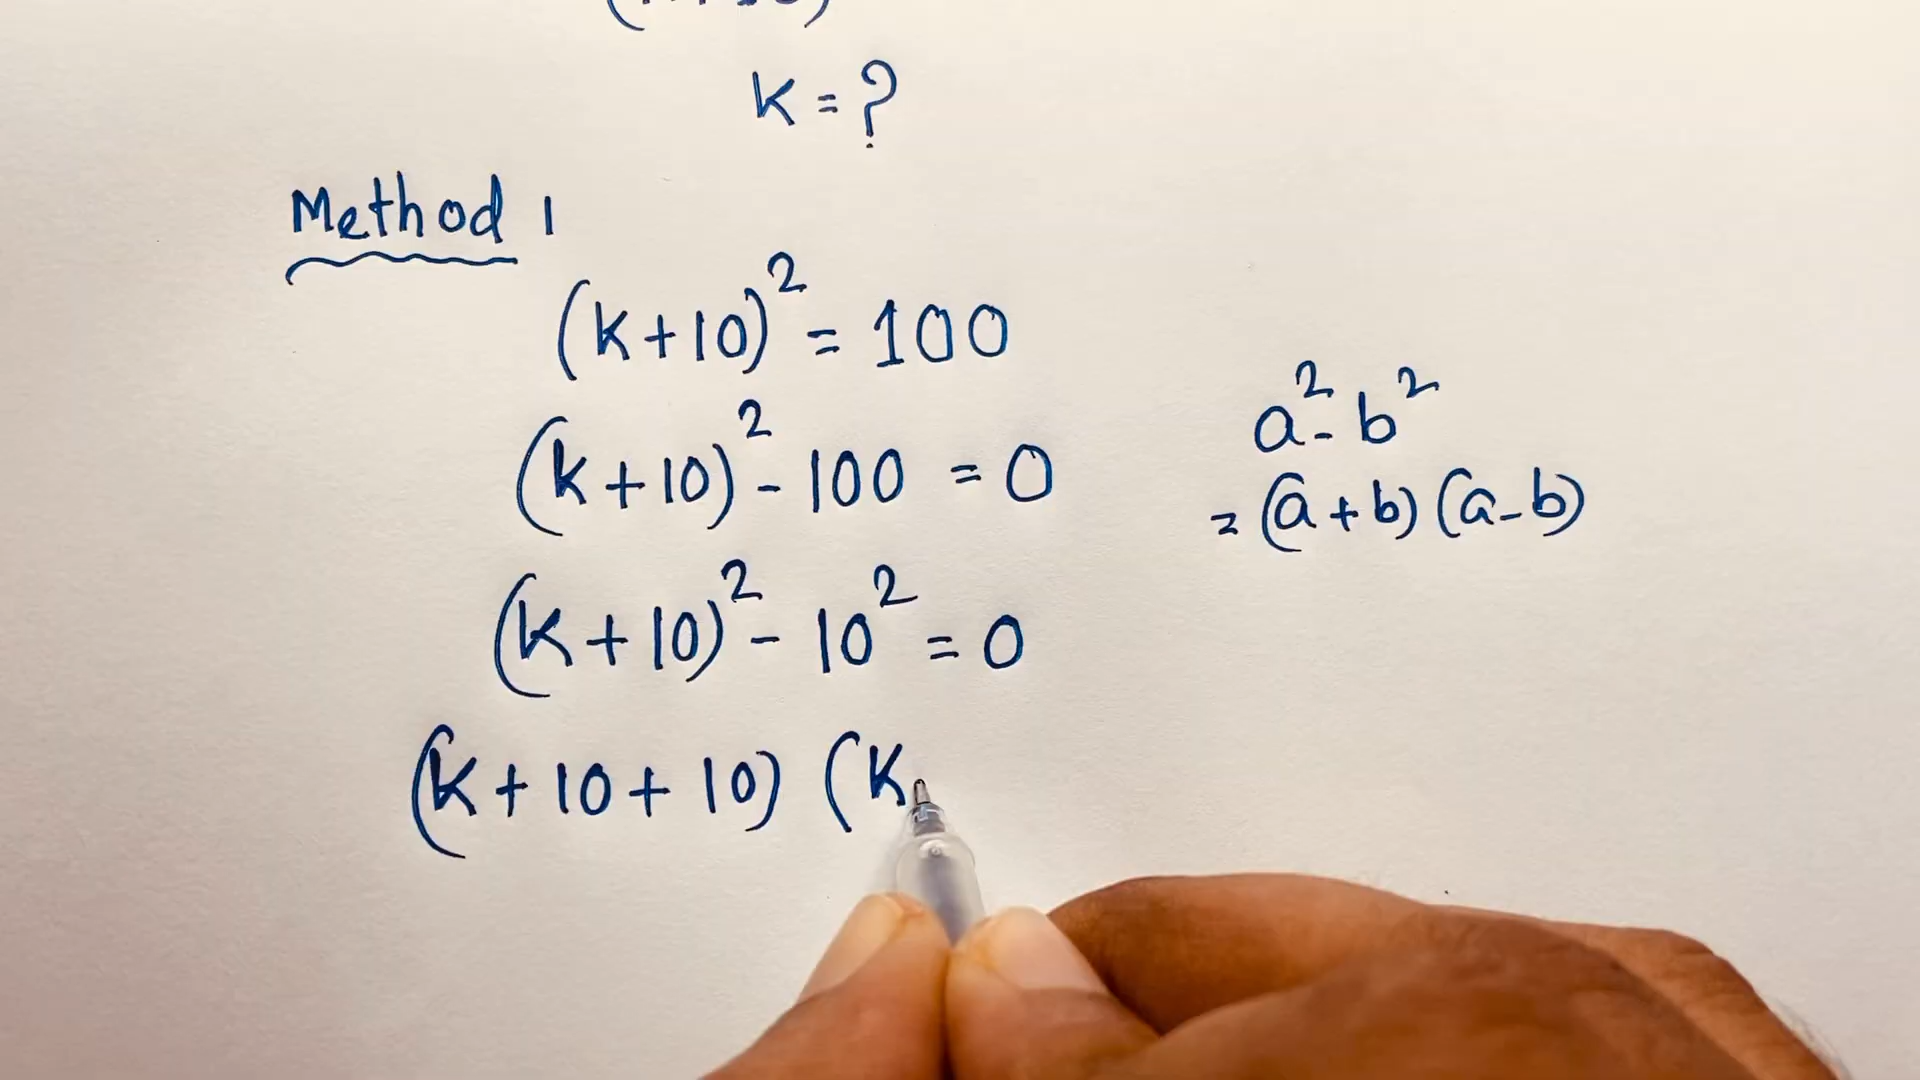 K = ?
Method 1
(K+10)² = 100
(K+10)² - 100 = 0
(K+10)² - 10² = 0
(K+10+10) (K
a² - b²
= (a+b) (a-b)